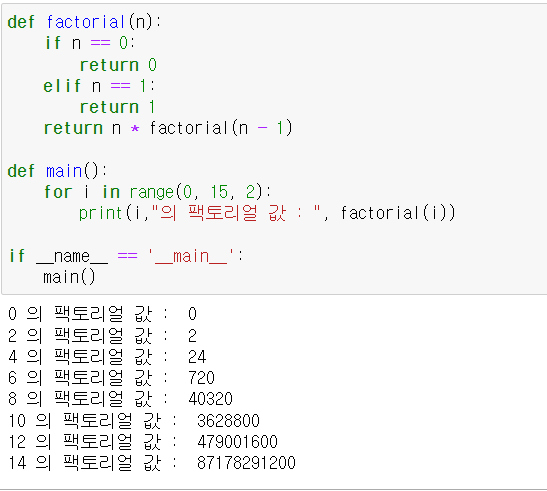 def factorial(n):
    if n == 0:
        return 0
    elif n == 1:
        return 1
    return n * factorial(n - 1)
def main():
    for i in range(0, 15, 2):
        print(i,"의 팩토리얼 값 : ", factorial(i))
if __name__ == '__main__':
    main()
0 의 팩토리얼 값 :  0
2 의 팩토리얼 값 :  2
4 의 팩토리얼 값 :  24
6 의 팩토리얼 값 :  720
8 의 팩토리얼 값 :  40320
10 의 팩토리얼 값 :  3628800
12 의 팩토리얼 값 :  479001600
14 의 팩토리얼 값 :  87178291200